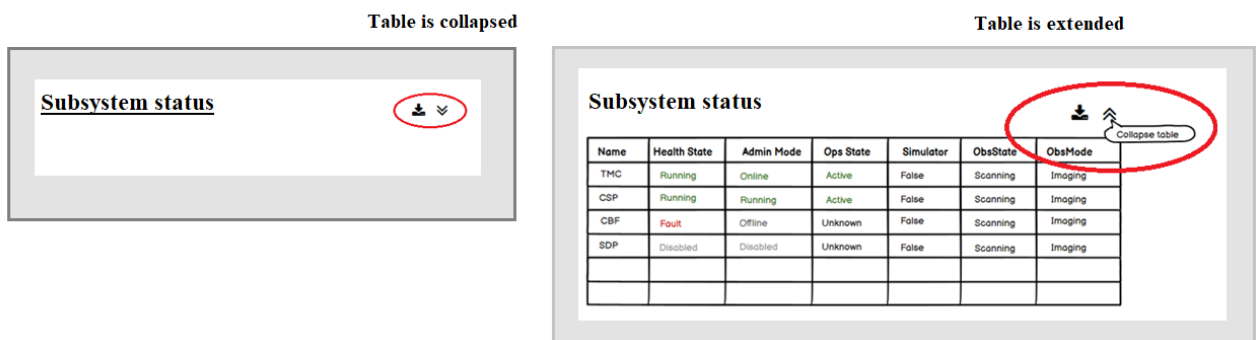 Table is collapsed
Table is extended
Subsystem status
Subsystem status
Collapse table
Name Health State Admin Mode Ops State Simulator ObsState ObsMode
TMC Running Online Active False Scanning Imaging
CSP Running Running Active False Scanning Imaging
CBF Fault Offline Unknown False Scanning Imaging
SDP Disabled Disabled Unknown False Scanning Imaging